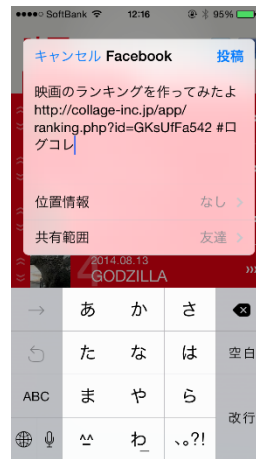 SoftBank 12:16 95%
キャンセル Facebook 投稿
映画のランキングを作ってみたよ
http://collage-inc.jp/app/
ranking.php?id=GKsUfFa542 #ロ
グコレ
位置情報 なし
共有範囲 友達
2014.08.13
4 GODZILLA
→ あ か さ
た な は 空白
ABC ま や ら
^^ わ_ 、。?! 改行